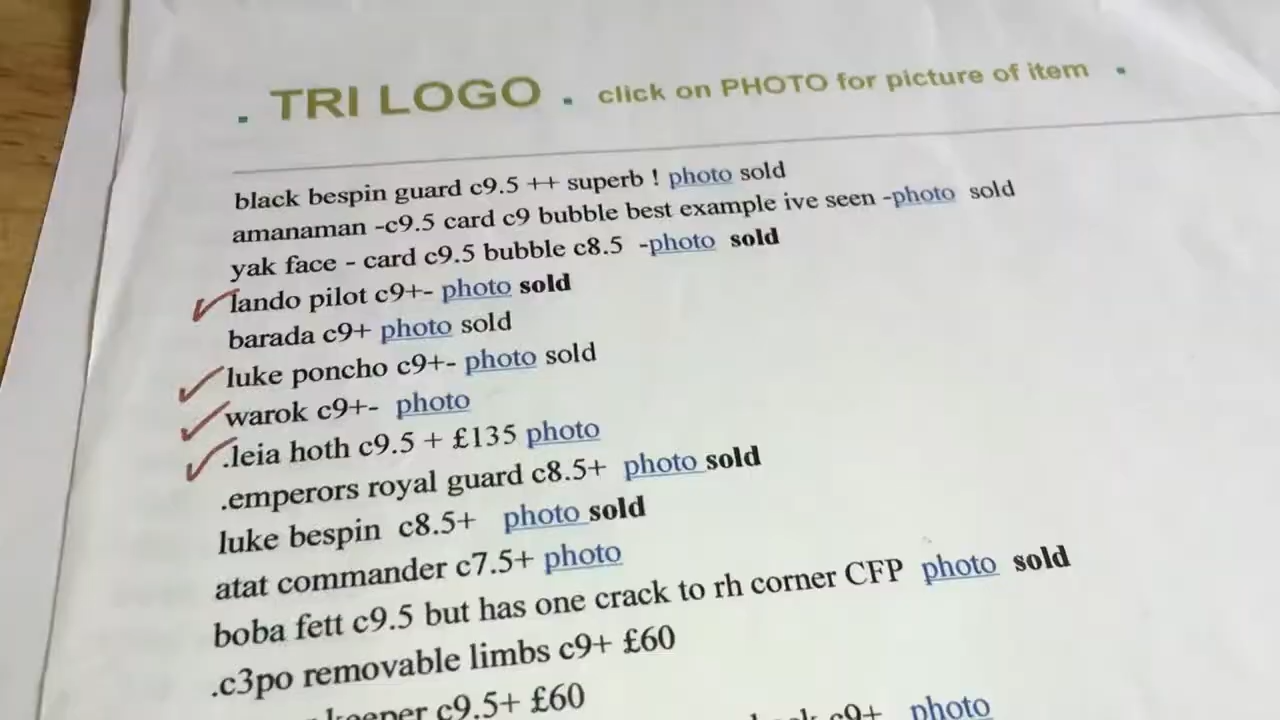 . TRI LOGO . click on PHOTO for picture of item .
black bespin guard c9.5 ++ superb ! photo sold
amanaman -c9.5 card c9 bubble best example ive seen -photo sold
yak face - card c9.5 bubble c8.5 -photo sold
lando pilot c9+- photo sold
barada c9+ photo sold
luke poncho c9+- photo sold
warok c9+- photo
.leia hoth c9.5 + £135 photo
.emperors royal guard c8.5+ photo sold
luke bespin c8.5+ photo sold
atat commander c7.5+ photo
boba fett c9.5 but has one crack to rh corner CFP photo sold
.c3po removable limbs c9+ £60
keeper c9.5+ £60
c9+ photo